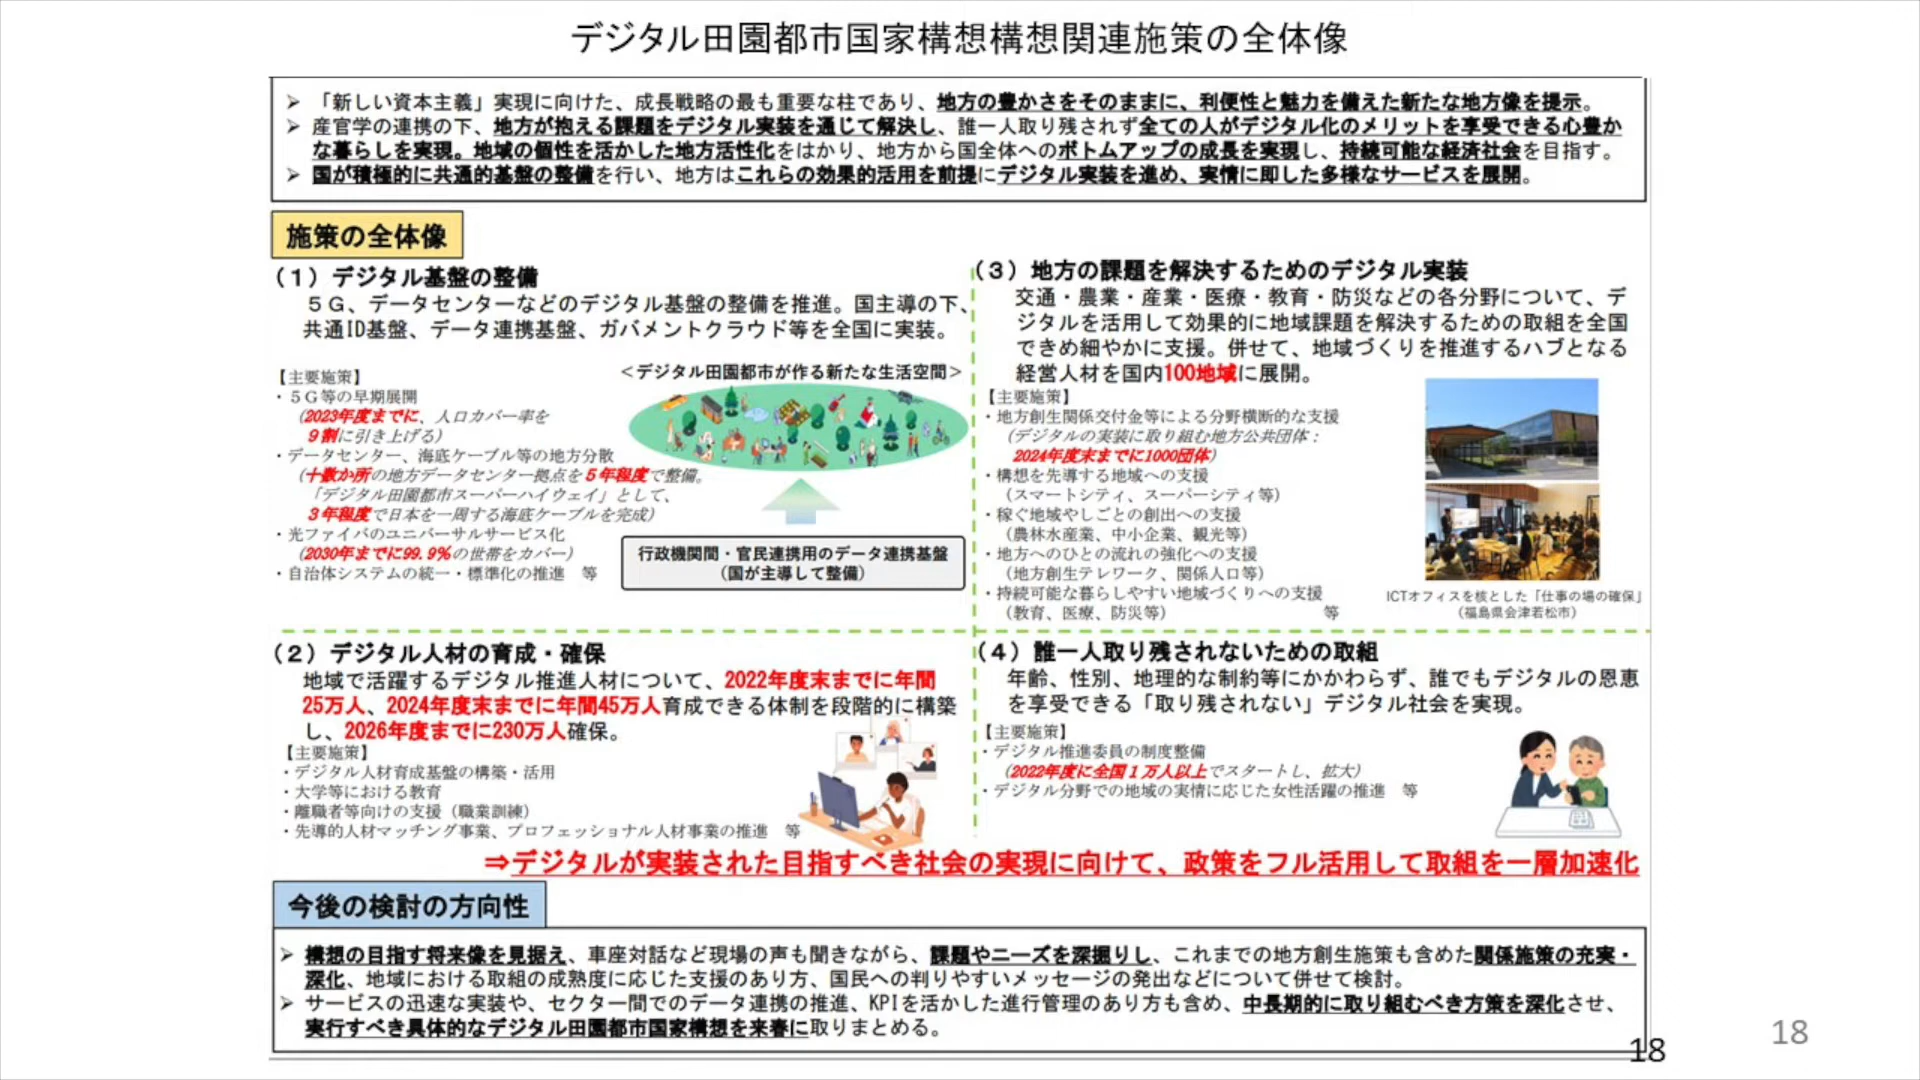 デジタル田園都市国家構想構想関連施策の全体像
➢ 「新しい資本主義」実現に向けた、成長戦略の最も重要な柱であり、地方の豊かさをそのままに、利便性と魅力を備えた新たな地方像を提示。
➢ 産官学の連携の下、地方が抱える課題をデジタル実装を通じて解決し、誰一人取り残されず全ての人がデジタル化のメリットを享受できる心豊か
な暮らしを実現。地域の個性を活かした地方活性化をはかり、地方から国全体へのボトムアップの成長を実現し、持続可能な経済社会を目指す。
➢ 国が積極的に共通的基盤の整備を行い、地方はこれらの効果的活用を前提にデジタル実装を進め、実情に即した多様なサービスを展開。
施策の全体像
（１）デジタル基盤の整備
５Ｇ、データセンターなどのデジタル基盤の整備を推進。国主導の下、
共通ID基盤、データ連携基盤、ガバメントクラウド等を全国に実装。
【主要施策】
・５Ｇ等の早期展開
（2023年度までに、人口カバー率を
９割に引き上げる）
・データセンター、海底ケーブル等の地方分散
（十数か所の地方データセンター拠点を５年程度で整備。
「デジタル田園都市スーパーハイウェイ」として、
３年程度で日本を一周する海底ケーブルを完成）
・光ファイバのユニバーサルサービス化
（2030年までに99.9%の世帯をカバー）
・自治体システムの統一・標準化の推進　等
＜デジタル田園都市が作る新たな生活空間＞
行政機関間・官民連携用のデータ連携基盤
（国が主導して整備）
（２）デジタル人材の育成・確保
地域で活躍するデジタル推進人材について、2022年度末までに年間
25万人、2024年度末までに年間45万人育成できる体制を段階的に構築
し、2026年度までに230万人確保。
【主要施策】
・デジタル人材育成基盤の構築・活用
・大学等における教育
・離職者等向けの支援（職業訓練）
・先導的人材マッチング事業、プロフェッショナル人材事業の推進　等
（３）地方の課題を解決するためのデジタル実装
交通・農業・産業・医療・教育・防災などの各分野について、デ
ジタルを活用して効果的に地域課題を解決するための取組を全国
できめ細やかに支援。併せて、地域づくりを推進するハブとなる
経営人材を国内100地域に展開。
【主要施策】
・地方創生関係交付金等による分野横断的な支援
（デジタルの実装に取り組む地方公共団体：
2024年度末までに1000団体）
・構想を先導する地域への支援
（スマートシティ、スーパーシティ等）
・稼ぐ地域やしごとの創出への支援
（農林水産業、中小企業、観光等）
・地方へのひとの流れの強化への支援
（地方創生テレワーク、関係人口等）
・持続可能な暮らしやすい地域づくりへの支援
（教育、医療、防災等）　等
ICTオフィスを核とした「仕事の場の確保」
（福島県会津若松市）
（４）誰一人取り残されないための取組
年齢、性別、地理的な制約等にかかわらず、誰でもデジタルの恩恵
を享受できる「取り残されない」デジタル社会を実現。
【主要施策】
・デジタル推進委員の制度整備
（2022年度に全国１万人以上でスタートし、拡大）
・デジタル分野での地域の実情に応じた女性活躍の推進　等
⇒デジタルが実装された目指すべき社会の実現に向けて、政策をフル活用して取組を一層加速化
今後の検討の方向性
➢ 構想の目指す将来像を見据え、車座対話など現場の声も聞きながら、課題やニーズを深掘りし、これまでの地方創生施策も含めた関係施策の充実・
深化、地域における取組の成熟度に応じた支援のあり方、国民への判りやすいメッセージの発出などについて併せて検討。
➢ サービスの迅速な実装や、セクター間でのデータ連携の推進、KPIを活かした進行管理のあり方も含め、中長期的に取り組むべき方策を深化させ、
実行すべき具体的なデジタル田園都市国家構想を来春に取りまとめる。
18
18